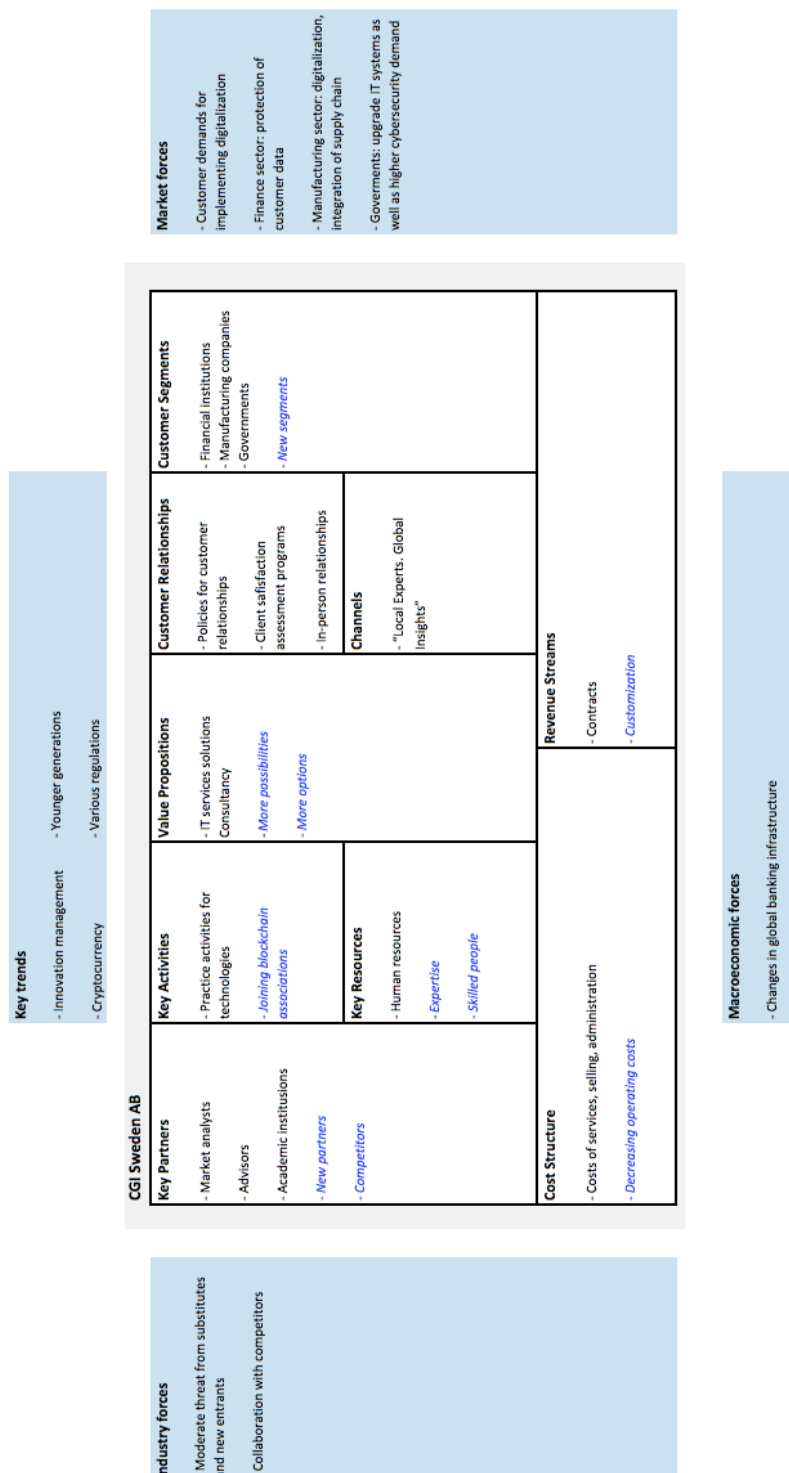 Key trends
- Innovation management - Younger generations
- Cryptocurrency - Various regulations
ndustry forces
Moderate threat from substitutes
nd new entrants
Collaboration with competitors
CGI Sweden AB
Key Partners
- Market analysts
- Advisors
- Academic institusions
- New partners
- Competitors
Key Activities
- Practice activities for
technologies
- Joining blockchain
associations
Key Resources
- Human resources
- Expertise
- Skilled people
Value Propositions
- IT services solutions
Consultancy
- More possibilities
- More options
Customer Relationships
- Policies for customer
relationships
- Client safisfaction
assessment programs
- In-person relationships
Channels
- "Local Experts. Global
Insights"
Customer Segments
- Financial institutions
- Manufacturing companies
- Governments
- New segments
Cost Structure
- Costs of services, selling, administration
- Decreasing operating costs
Revenue Streams
- Contracts
- Customization
Market forces
- Customer demands for
implementing digitalization
- Finance sector: protection of
customer data
- Manufacturing sector: digitalization,
integration of supply chain
- Goverments: upgrade IT systems as
well as higher cybersecurity demand
Macroeconomic forces
- Changes of global banking infrastructure